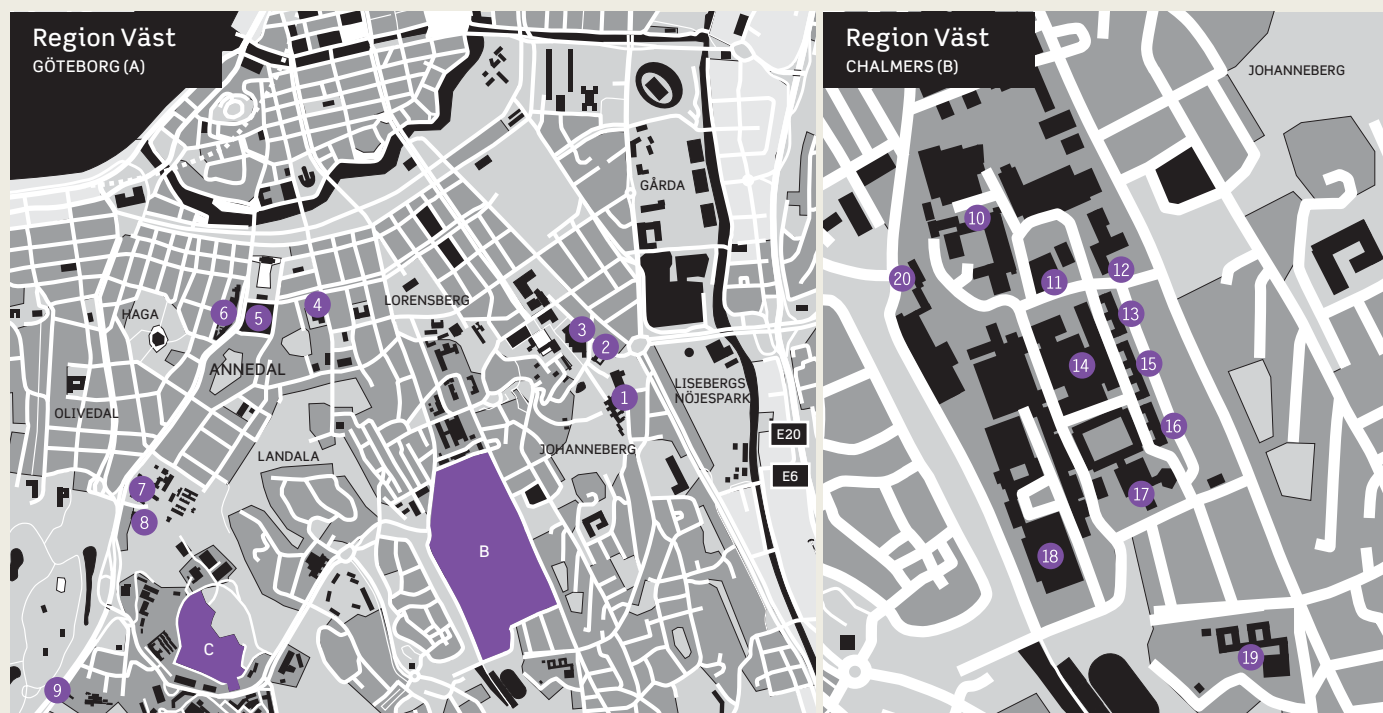 Region Väst
GÖTEBORG (A)
GÅRDA
LORENSBERG
HAGA
ANNEDAL
OLIVEDAL
LANDALA
JOHANNEBERG
LISEBERGS
NÖJESPARK
E20
E6
1
2
3
4
5
6
7
8
9
B
C
Region Väst
CHALMERS (B)
JOHANNEBERG
10
11
12
13
14
15
16
17
18
19
20